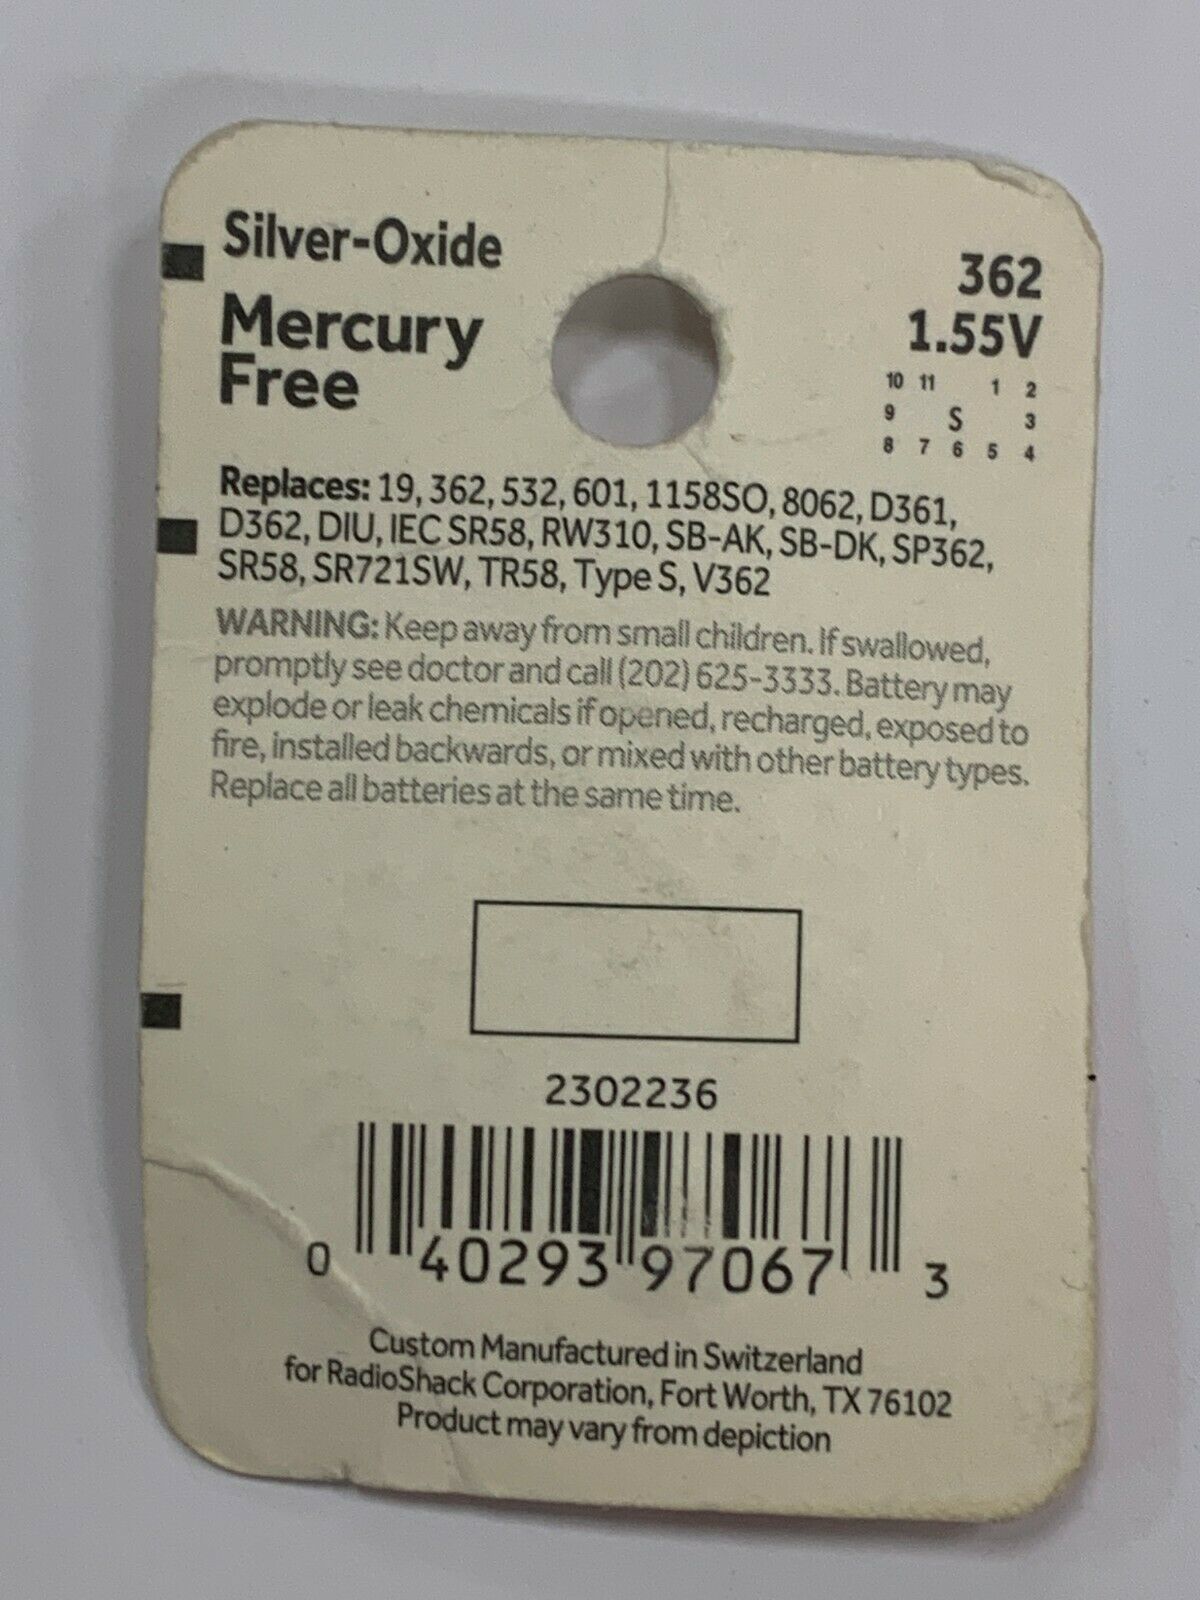 Silver-Oxide
Mercury
Free
362
1.55V
10 11 1 2
9 S 3
8 7 6 5 4
Replaces: 19, 362, 532, 601, 1158SO, 8062, D361,
D362, DIU, IEC SR58, RW310, SB-AK, SB-DK, SP362,
SR58, SR721SW, TR58, Type S, V362
WARNING: Keep away from small children. If swallowed,
promptly see doctor and call (202) 625-3333. Battery may
explode or leak chemicals if opened, recharged, exposed to
fire, installed backwards, or mixed with other battery types.
Replace all batteries at the same time.
2302236
0 40293 97067 3
Custom Manufactured in Switzerland
for RadioShack Corporation, Fort Worth, TX 76102
Product may vary from depiction